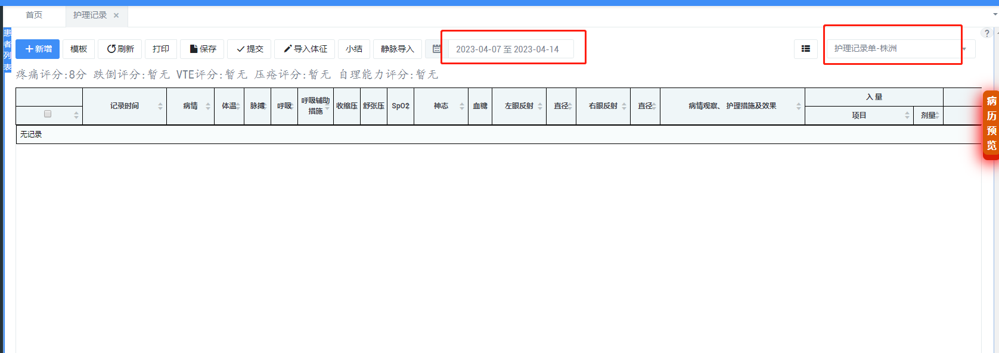 首页 护理记录 ×
患者列表
?
新增 模板 刷新 打印 保存 提交 导入体征 小结 静脉导入 2023-04-07 至 2023-04-14 护理记录单-株洲
疼痛评分:8分 跌倒评分:暂无 VTE评分:暂无 压疮评分:暂无 自理能力评分:暂无
记录时间 病情 体温 脉搏 呼吸 呼吸辅助措施 收缩压 舒张压 SpO2 神志 血糖 左眼反射 直径 右眼反射 直径 病情观察、护理措施及效果 入量
项目 剂量
无记录
病历预览